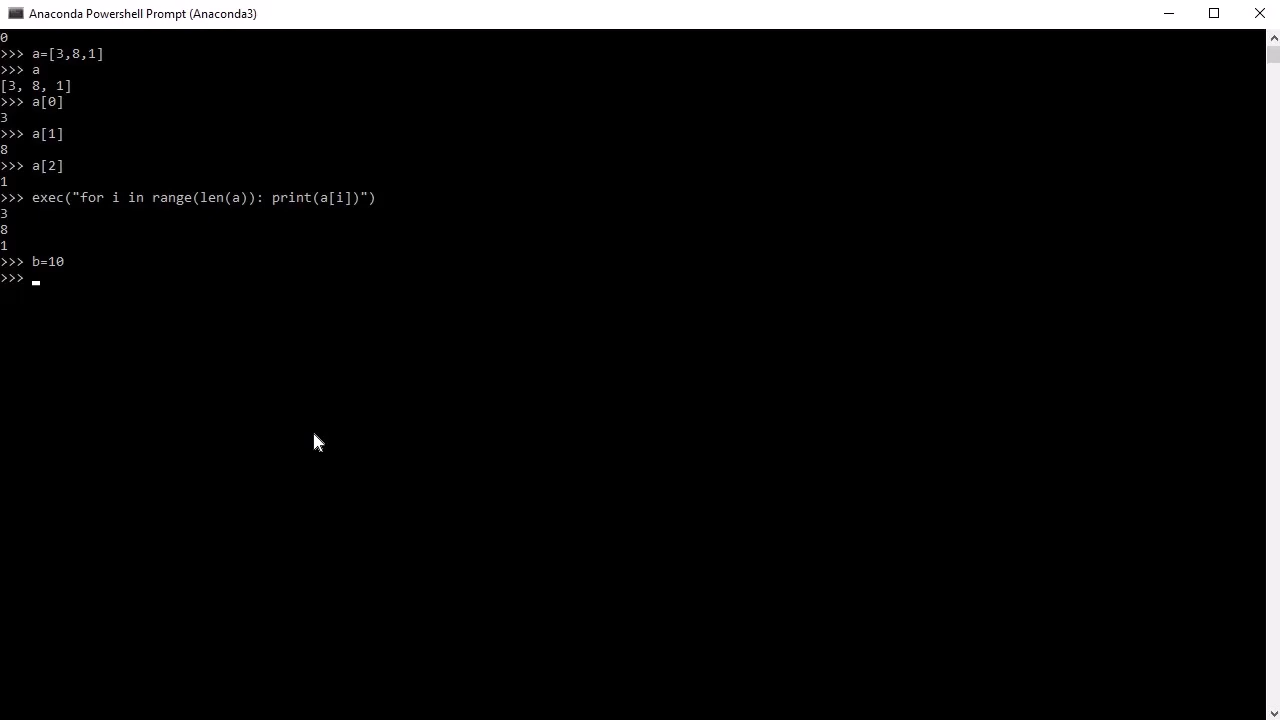 Anaconda Powershell Prompt (Anaconda3)
0
>>> a=[3,8,1]
>>> a
[3, 8, 1]
>>> a[0]
3
>>> a[1]
8
>>> a[2]
1
>>> exec("for i in range(len(a)): print(a[i])")
3
8
1
>>> b=10
>>>